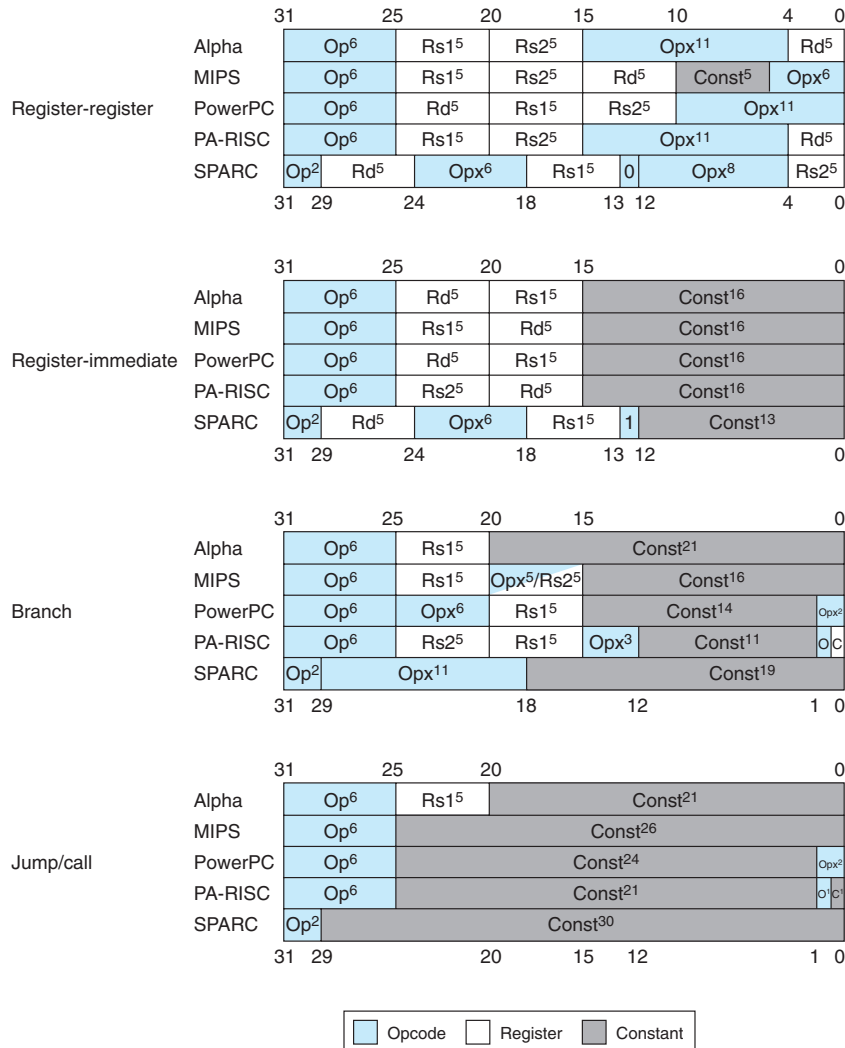 31 25 20 15 10 4 0
Alpha Op⁶ Rs1⁵ Rs2⁵ Opx¹¹ Rd⁵
MIPS Op⁶ Rs1⁵ Rs2⁵ Rd⁵ Const⁵ Opx⁶
Register-register PowerPC Op⁶ Rd⁵ Rs1⁵ Rs2⁵ Opx¹¹
PA-RISC Op⁶ Rs1⁵ Rs2⁵ Opx¹¹ Rd⁵
SPARC Op² Rd⁵ Opx⁶ Rs1⁵ 0 Opx⁸ Rs2⁵
31 29 24 18 13 12 4 0
31 25 20 15 0
Alpha Op⁶ Rd⁵ Rs1⁵ Const¹⁶
MIPS Op⁶ Rs1⁵ Rd⁵ Const¹⁶
Register-immediate PowerPC Op⁶ Rd⁵ Rs1⁵ Const¹⁶
PA-RISC Op⁶ Rs2⁵ Rd⁵ Const¹⁶
SPARC Op² Rd⁵ Opx⁶ Rs1⁵ 1 Const¹³
31 29 24 18 13 12 0
31 25 20 15 0
Alpha Op⁶ Rs1⁵ Const²¹
MIPS Op⁶ Rs1⁵ Opx⁵/Rs2⁵ Const¹⁶
Branch PowerPC Op⁶ Opx⁶ Rs1⁵ Const¹⁴ Opx²
PA-RISC Op⁶ Rs2⁵ Rs1⁵ Opx³ Const¹¹ O C
SPARC Op² Opx¹¹ Const¹⁹
31 29 18 12 1 0
31 25 20 0
Alpha Op⁶ Rs1⁵ Const²¹
MIPS Op⁶ Const²⁶
Jump/call PowerPC Op⁶ Const²⁴ Opx²
PA-RISC Op⁶ Const²¹ O¹ C¹
SPARC Op² Const³⁰
31 29 20 15 12 1 0
Opcode Register Constant